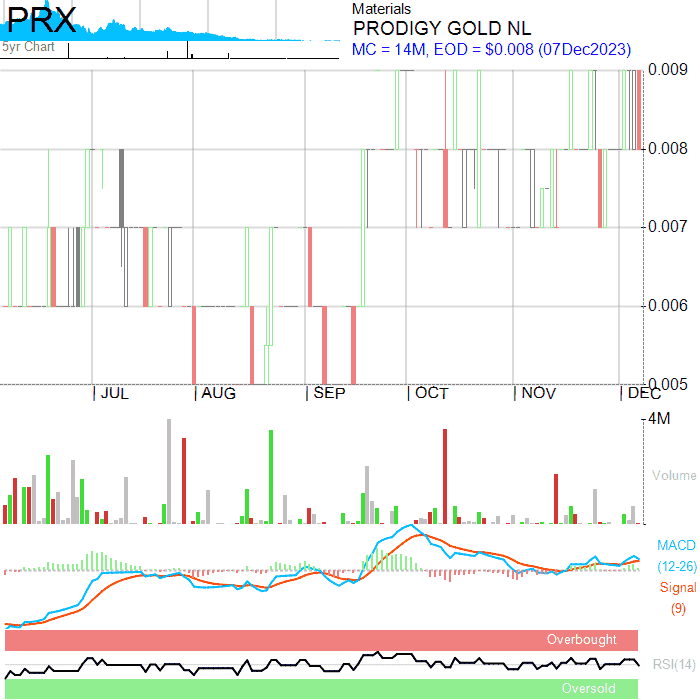 PRX
5yr Chart
Materials
PRODIGY GOLD NL
MC = 14M, EOD = $0.008 (07Dec2023)
0.009
0.008
0.007
0.006
0.005
JUL AUG SEP OCT NOV DEC
4M
Volume
MACD
(12-26)
Signal
(9)
Overbought
RSI(14)
Oversold